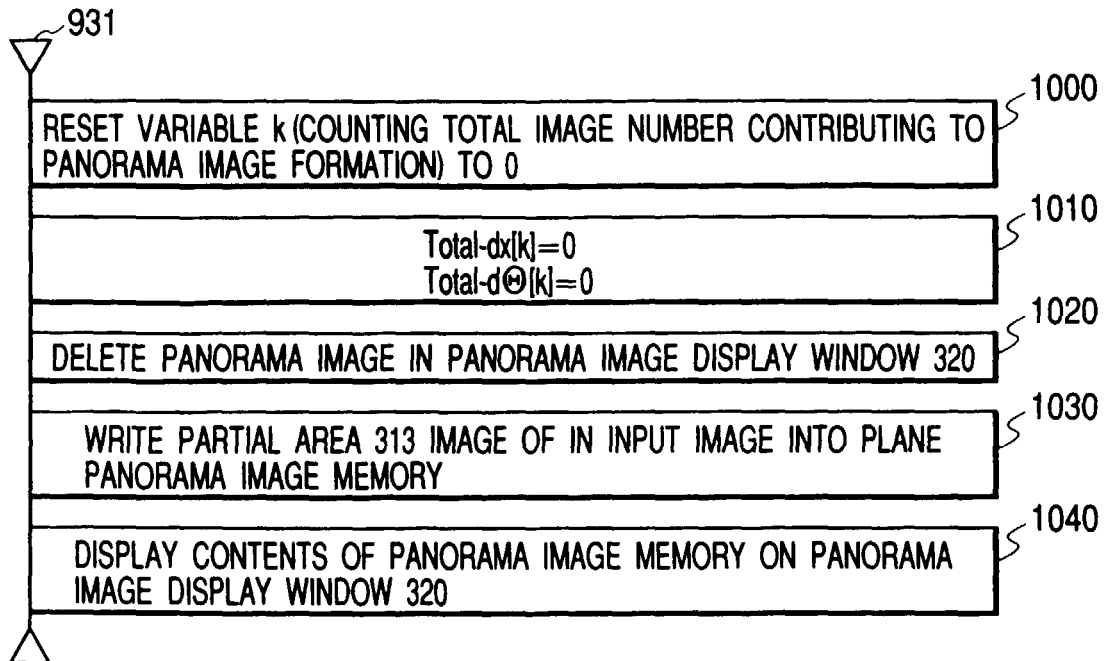 931
1000
RESET VARIABLE k (COUNTING TOTAL IMAGE NUMBER CONTRIBUTING TO
PANORAMA IMAGE FORMATION) TO 0
1010
Total-dx[k]=0
Total-dΘ[k]=0
1020
DELETE PANORAMA IMAGE IN PANORAMA IMAGE DISPLAY WINDOW 320
1030
WRITE PARTIAL AREA 313 IMAGE OF IN INPUT IMAGE INTO PLANE
PANORAMA IMAGE MEMORY
1040
DISPLAY CONTENTS OF PANORAMA IMAGE MEMORY ON PANORAMA
IMAGE DISPLAY WINDOW 320